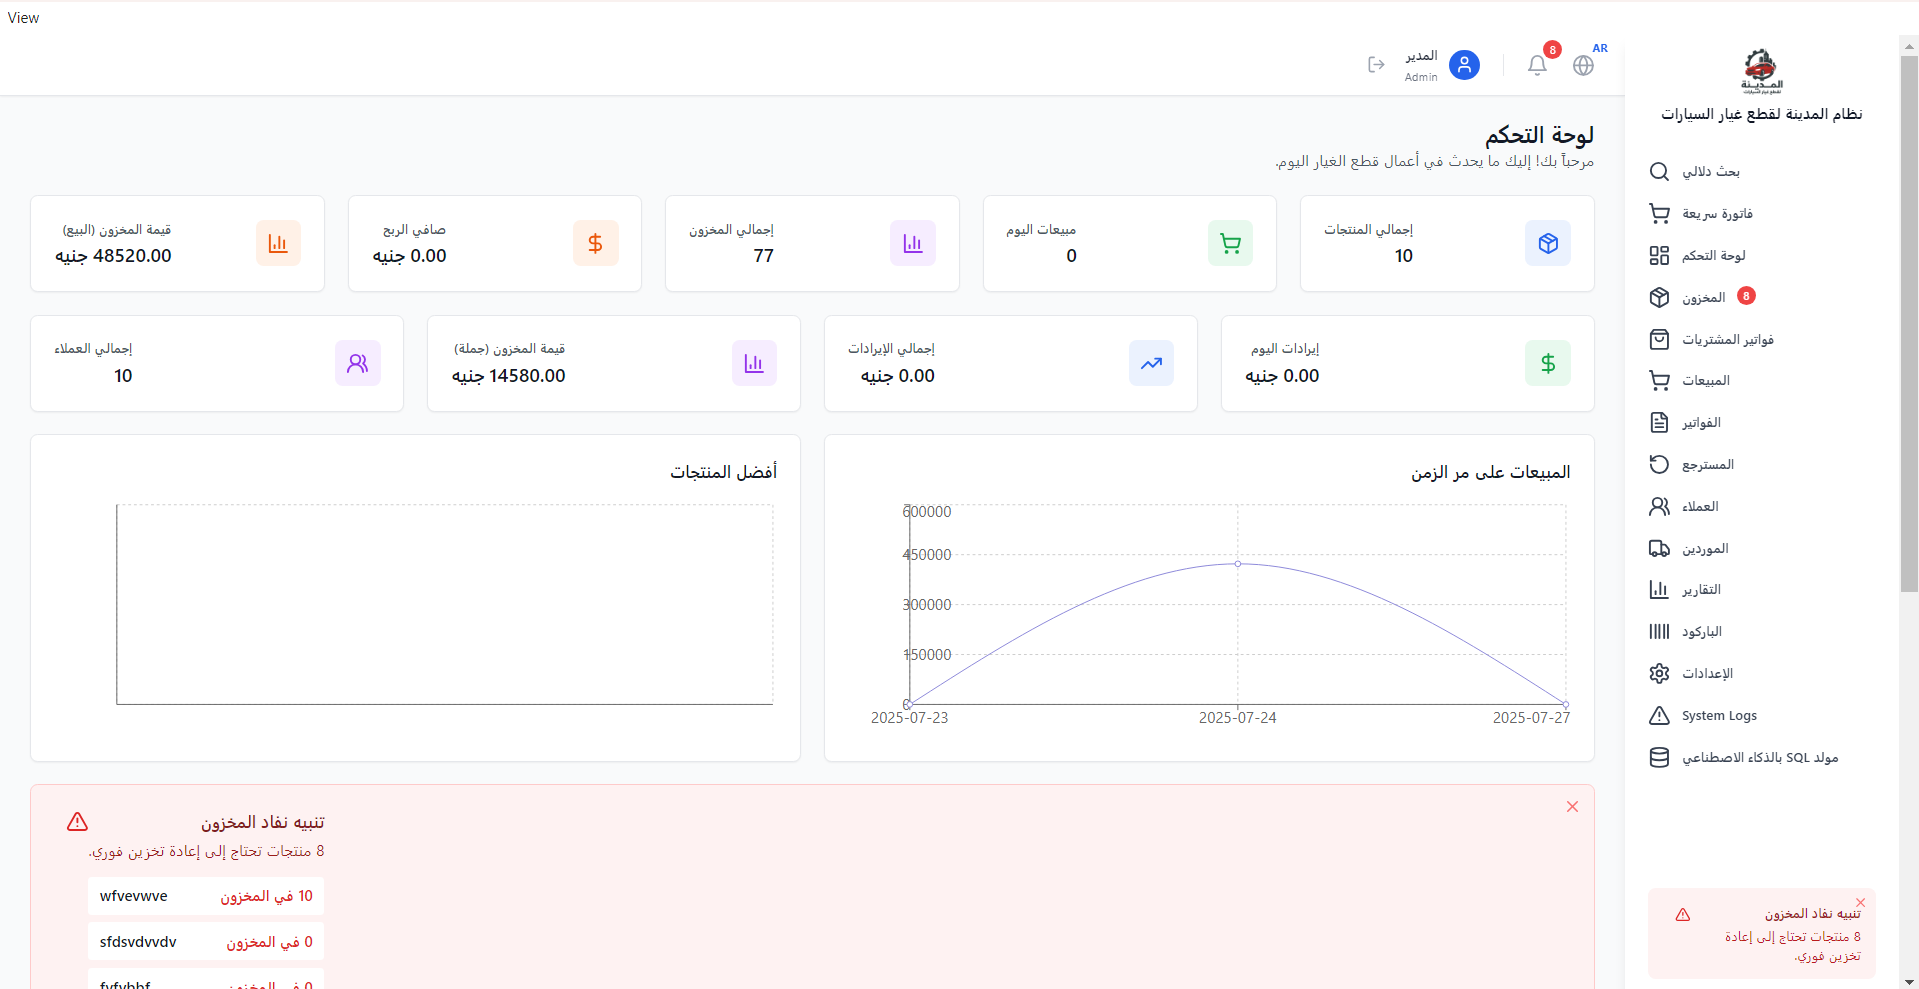 View
AR
8
المدير
Admin
المـدينـة
نظام المدينة لقطع غيار السيارات
بحث دلالي
فاتورة سريعة
لوحة التحكم
المخزون
8
فواتير المشتريات
المبيعات
الفواتير
المسترجع
العملاء
الموردين
التقارير
الباركود
الإعدادات
System Logs
مولد SQL بالذكاء الاصطناعي
تنبيه نفاد المخزون
8 منتجات تحتاج إلى إعادة
تخزين فوري.
لوحة التحكم
مرحباً بك! إليك ما يحدث في أعمال قطع الغيار اليوم.
إجمالي المنتجات
10
مبيعات اليوم
0
إجمالي المخزون
77
صافي الربح
0.00 جنيه
قيمة المخزون (البيع)
48520.00 جنيه
إيرادات اليوم
0.00 جنيه
إجمالي الإيرادات
0.00 جنيه
قيمة المخزون (جملة)
14580.00 جنيه
إجمالي العملاء
10
المبيعات على مر الزمن
600000
450000
300000
150000
0
2025-07-23
2025-07-24
2025-07-27
أفضل المنتجات
تنبيه نفاد المخزون
8 منتجات تحتاج إلى إعادة تخزين فوري.
wfvevwve
10 في المخزون
sfdsvdvvdv
0 في المخزون
0 في المخزون